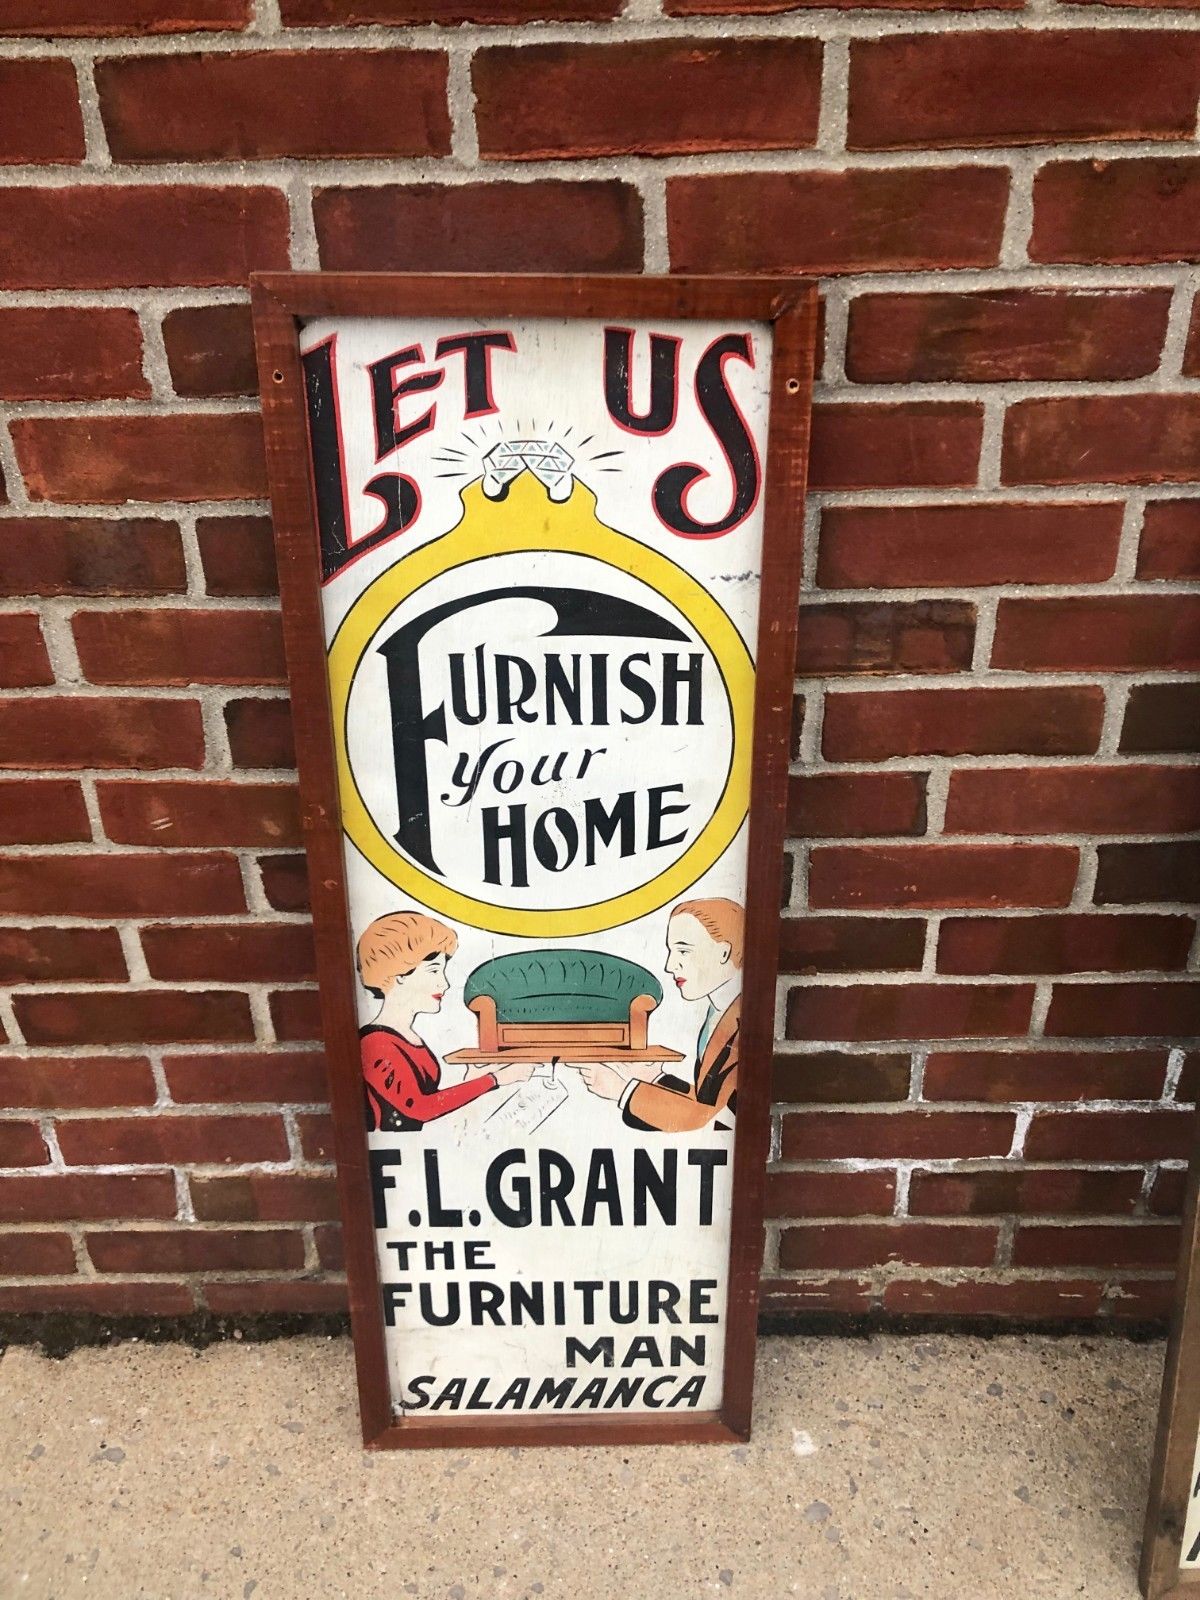 LET US
FURNISH
your
HOME
F.L. GRANT
THE
FURNITURE
MAN
SALAMANCA